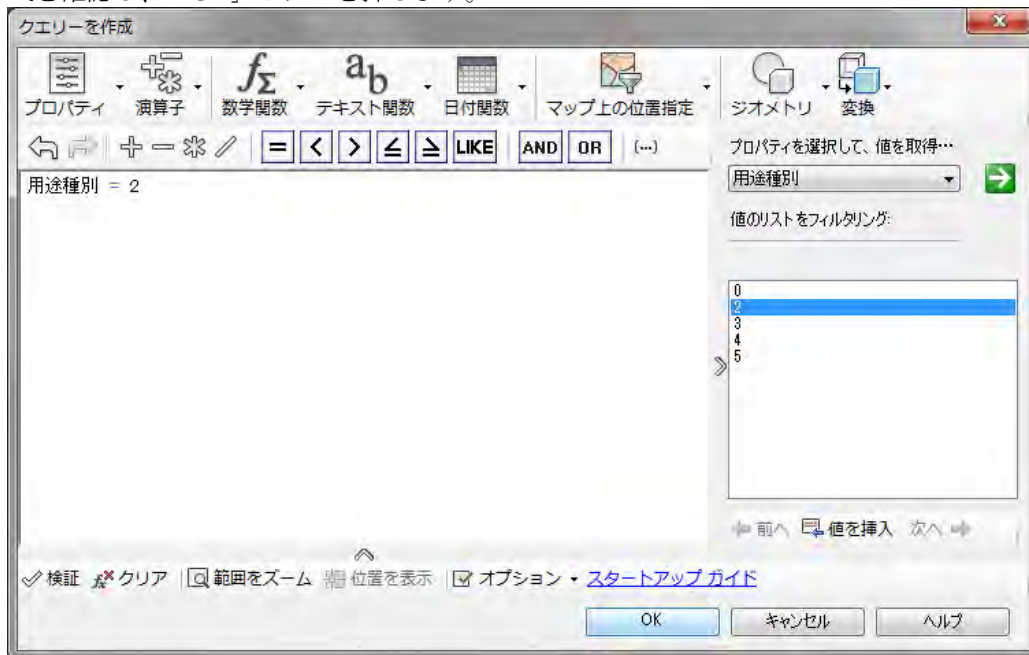 クエリーを作成
プロパティ 演算子 数学関数 テキスト関数 日付関数 マップ上の位置指定 ジオメトリ 変換
= < > ≦ ≧ LIKE AND OR (…)
プロパティを選択して、値を取得…
用途種別 = 2
用途種別
値のリストをフィルタリング:
0
2
3
4
5
前へ 値を挿入 次へ
検証 クリア 範囲をズーム 位置を表示 オプション スタートアップ ガイド
OK キャンセル ヘルプ